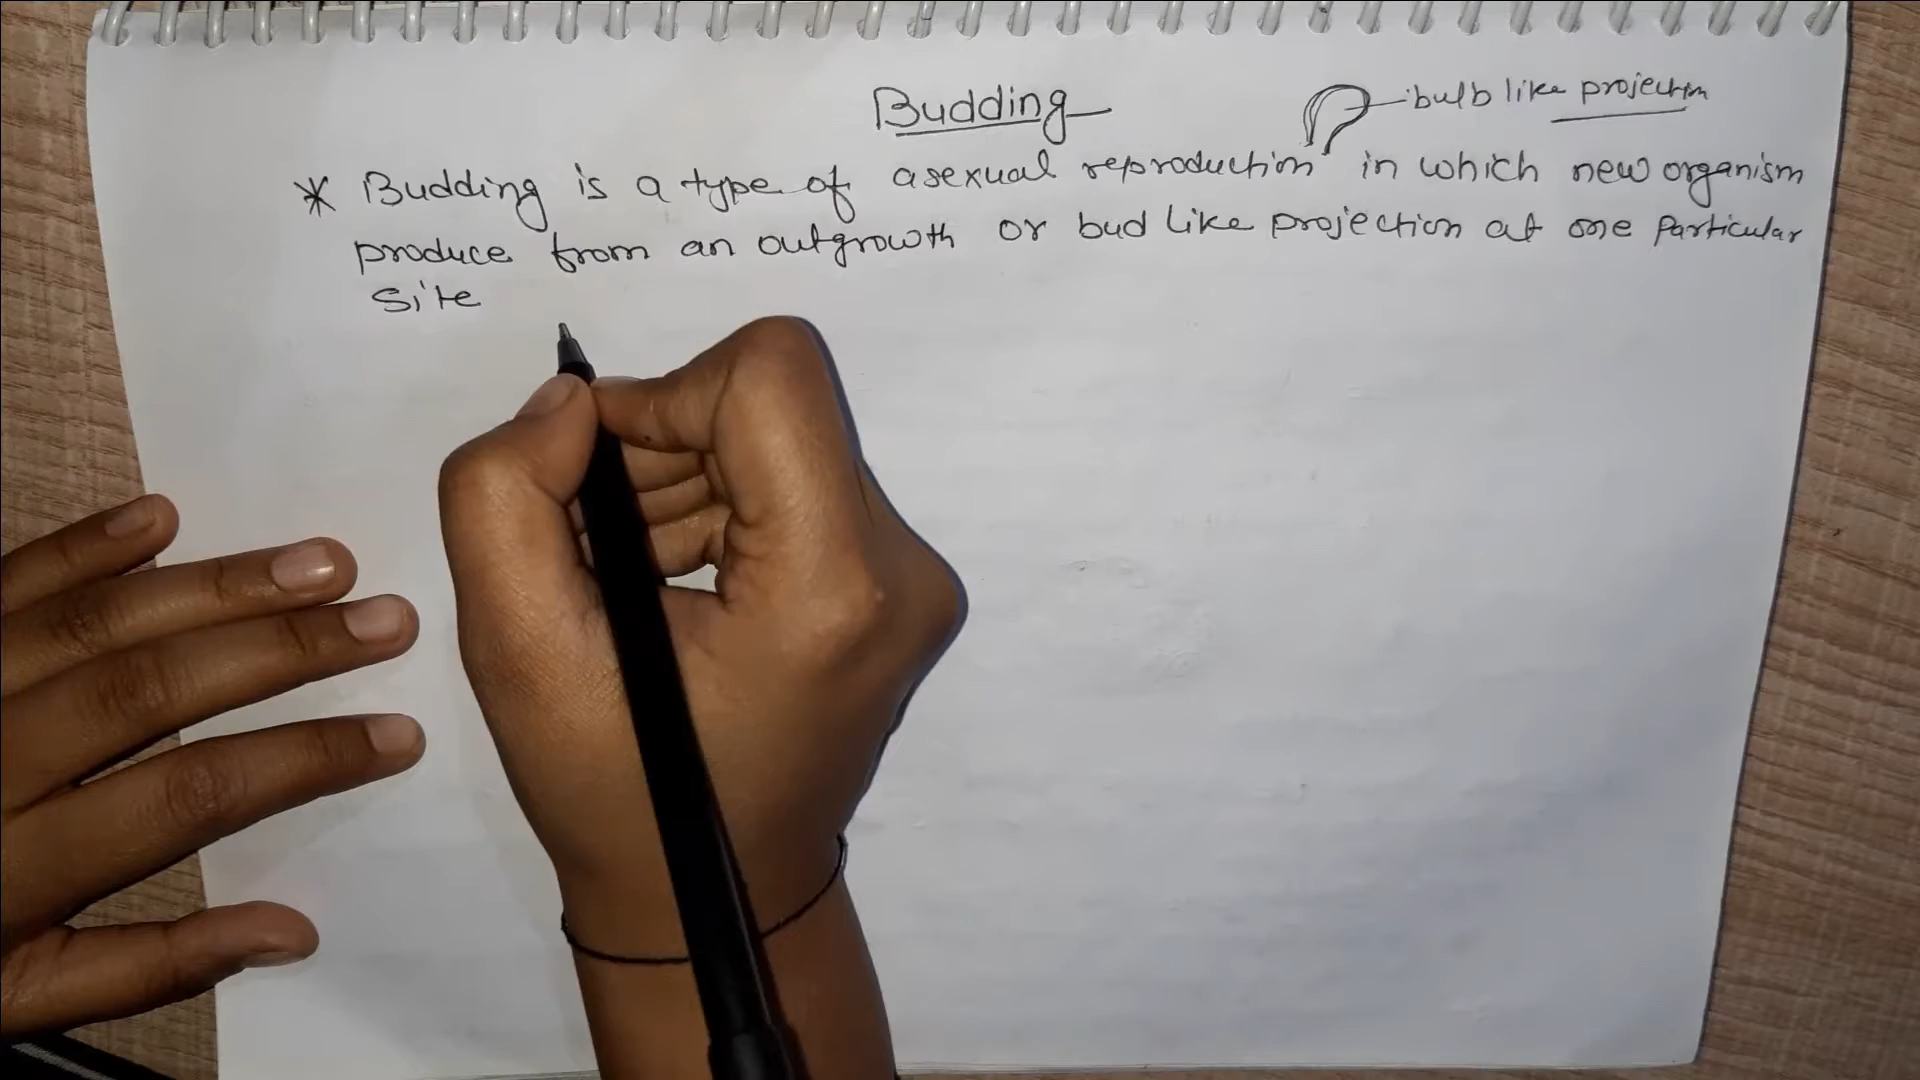 Budding
bulb like projection
* Budding is a type of asexual reproduction in which new organism
produce from an outgrowth or bud like projection at one Particular
Site